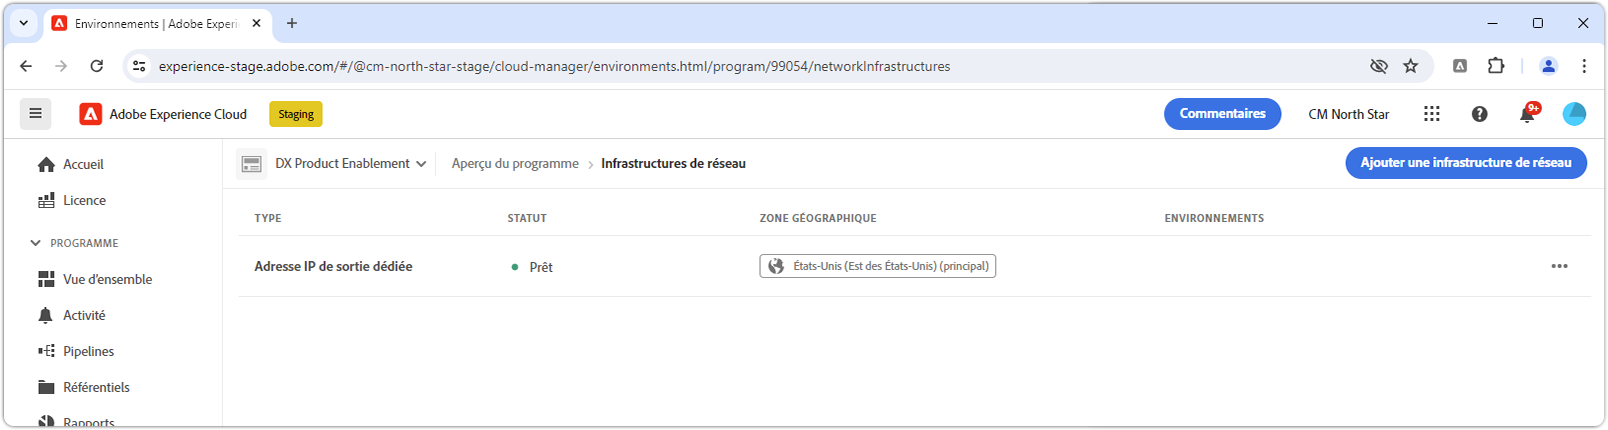 Environnements | Adobe Experi
experience-stage.adobe.com/#/@cm-north-star-stage/cloud-manager/environments.html/program/99054/networkInfrastructures
Adobe Experience Cloud
Staging
Commentaires
CM North Star
9+
Accueil
Licence
PROGRAMME
Vue d'ensemble
Activité
Pipelines
Référentiels
Rapports
DX Product Enablement
Aperçu du programme > Infrastructures de réseau
Ajouter une infrastructure de réseau
TYPE STATUT ZONE GÉOGRAPHIQUE ENVIRONNEMENTS
Adresse IP de sortie dédiée Prêt États-Unis (Est des États-Unis) (principal)